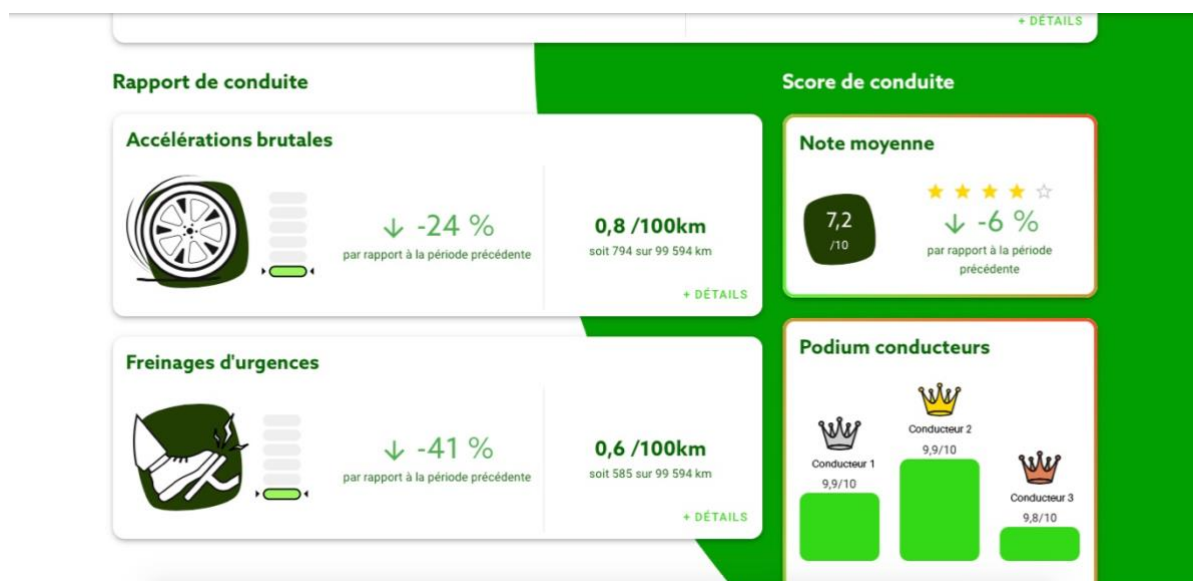 + DÉTAILS
Rapport de conduite
Score de conduite
Accélérations brutales
↓ -24 %
par rapport à la période précédente
0,8 /100km
soit 794 sur 99 594 km
+ DÉTAILS
Note moyenne
7,2
/10
↓ -6 %
par rapport à la période
précédente
Freinages d'urgences
↓ -41 %
par rapport à la période précédente
0,6 /100km
soit 585 sur 99 594 km
+ DÉTAILS
Podium conducteurs
Conducteur 1
9,9/10
Conducteur 2
9,9/10
Conducteur 3
9,8/10